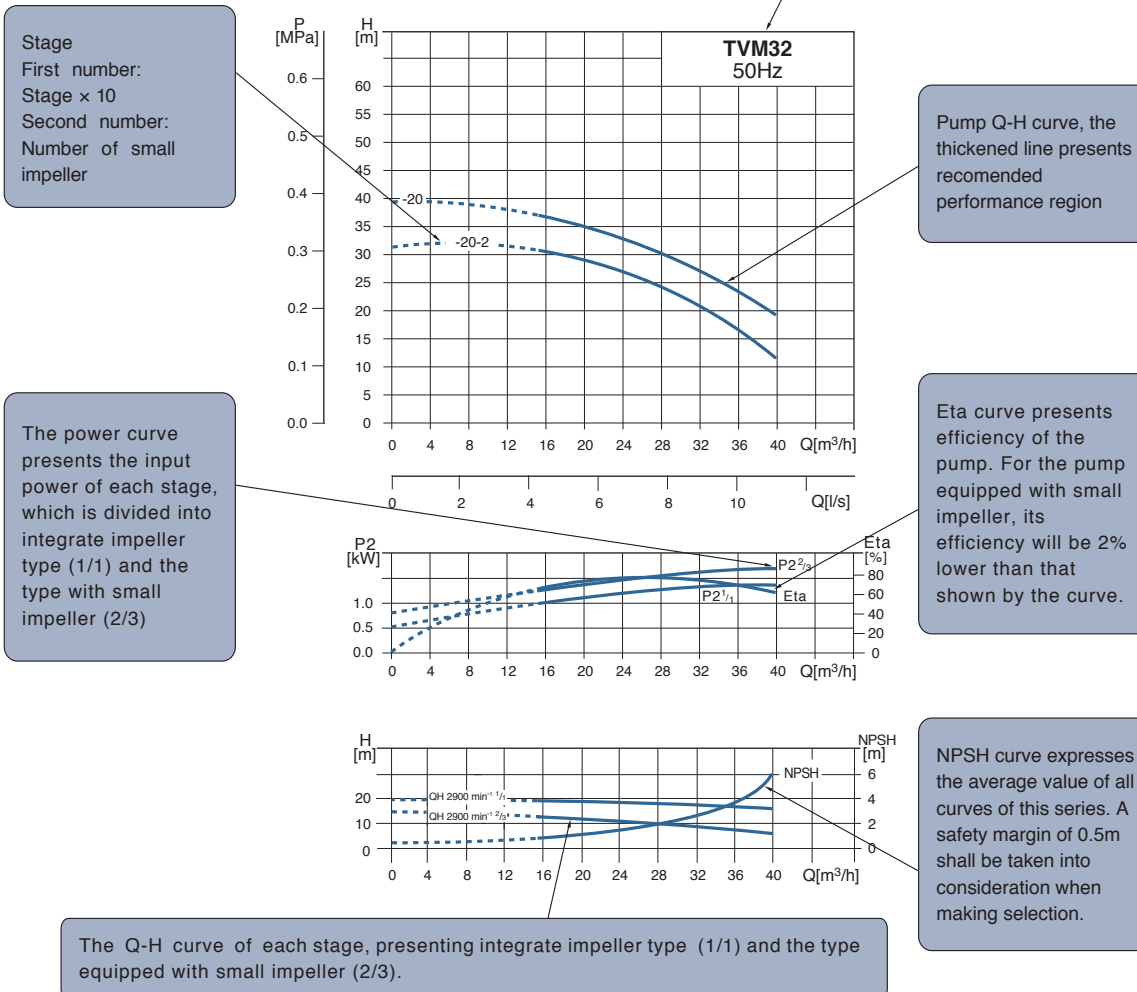 Stage
First number:
Stage × 10
Second number:
Number of small
impeller
P
[MPa]
H
[m]
TVM32
50Hz
0.6
0.5
0.4
0.3
0.2
0.1
0.0
60
55
50
45
40
35
30
25
20
15
10
5
0
-20
-20-2
0 4 8 12 16 20 24 28 32 36 40 Q[m³/h]
0 2 4 6 8 10 Q[l/s]
Pump Q-H curve, the
thickened line presents
recomended
performance region
The power curve
presents the input
power of each stage,
which is divided into
integrate impeller
type (1/1) and the
type with small
impeller (2/3)
P2
[kW]
1.0
0.5
0.0
Eta
[%]
80
60
40
20
0
P2 2/3
P2 1/1
Eta
0 4 8 12 16 20 24 28 32 36 40 Q[m³/h]
Eta curve presents
efficiency of the
pump. For the pump
equipped with small
impeller, its
efficiency will be 2%
lower than that
shown by the curve.
H
[m]
20
10
0
NPSH
[m]
6
4
2
0
NPSH
QH 2900 min⁻¹ 1/1
QH 2900 min⁻¹ 2/3
0 4 8 12 16 20 24 28 32 36 40 Q[m³/h]
NPSH curve expresses
the average value of all
curves of this series. A
safety margin of 0.5m
shall be taken into
consideration when
making selection.
The Q-H curve of each stage, presenting integrate impeller type (1/1) and the type
equipped with small impeller (2/3).